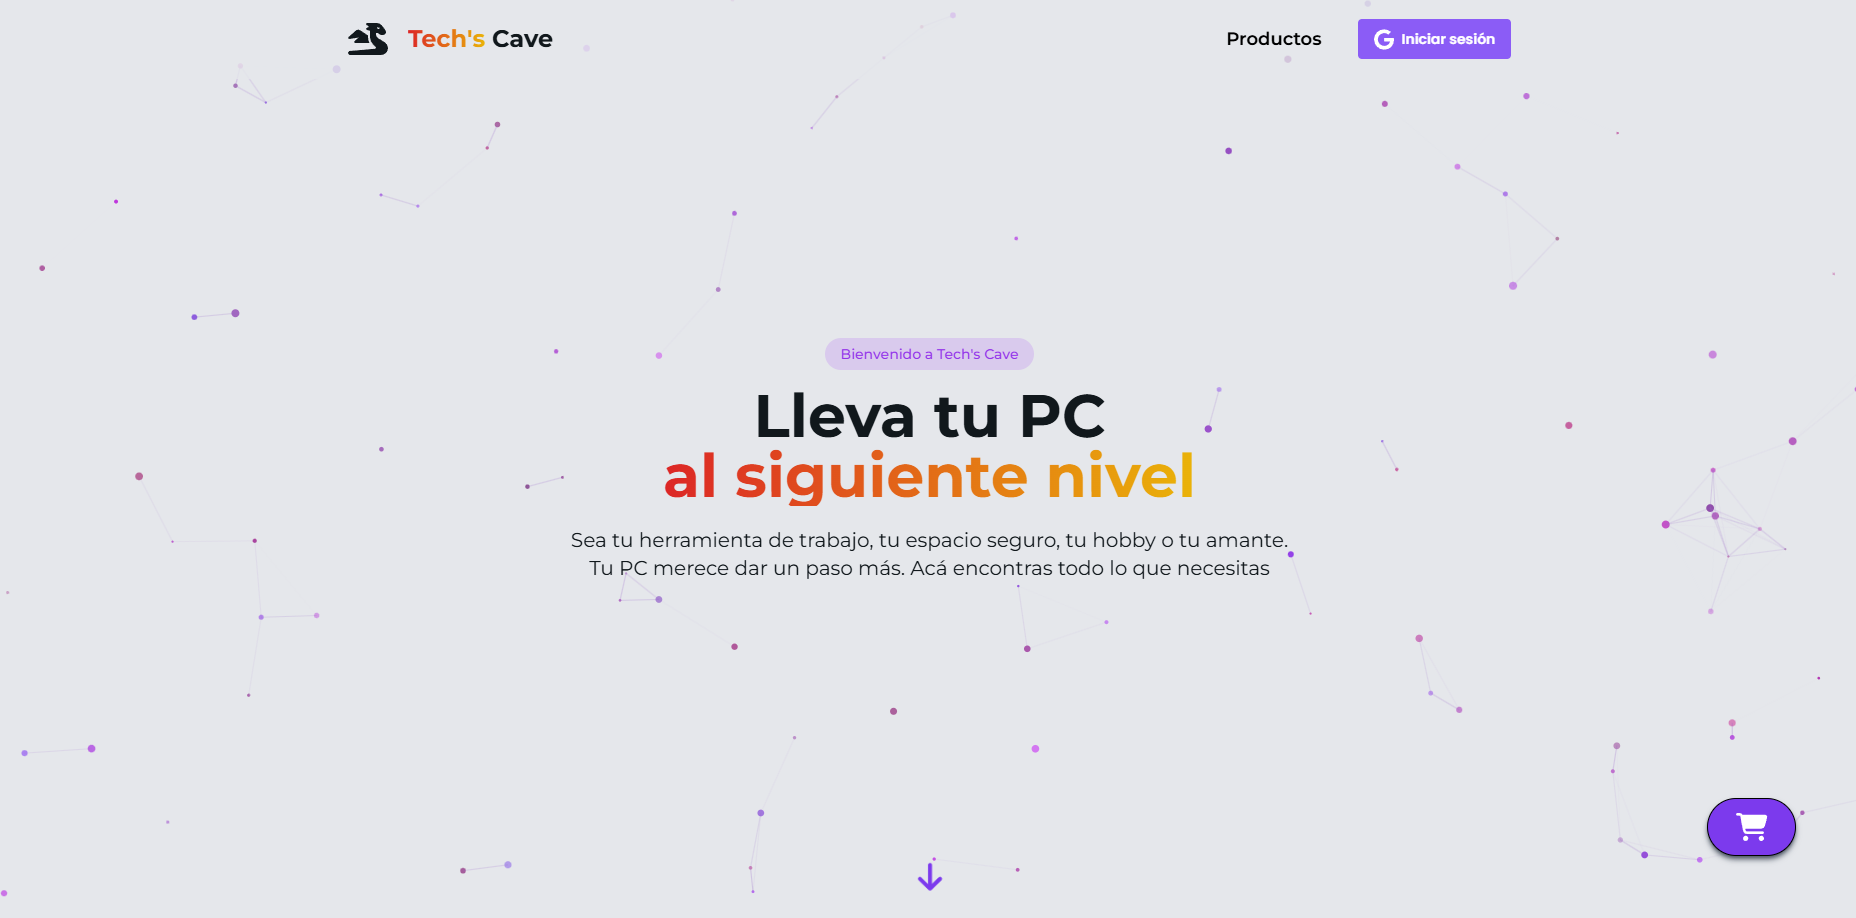 Tech's Cave
Productos
Iniciar sesión
Bienvenido a Tech's Cave
Lleva tu PC
al siguiente nivel
Sea tu herramienta de trabajo, tu espacio seguro, tu hobby o tu amante.
Tu PC merece dar un paso más. Acá encontras todo lo que necesitas